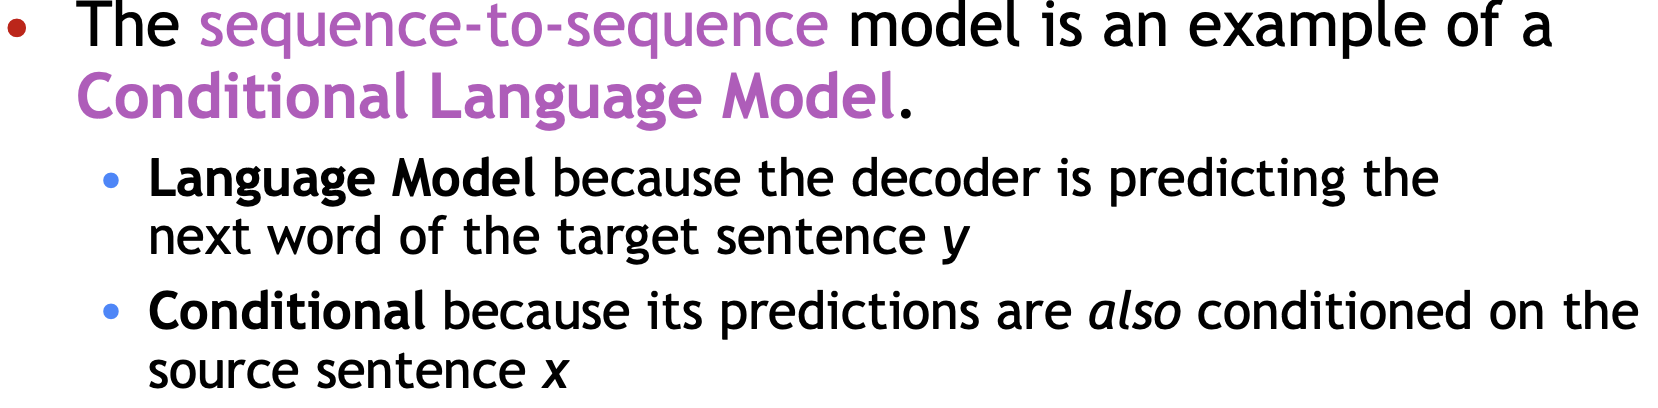 • The sequence-to-sequence model is an example of a
Conditional Language Model.
• Language Model because the decoder is predicting the
next word of the target sentence y
• Conditional because its predictions are also conditioned on the
source sentence x